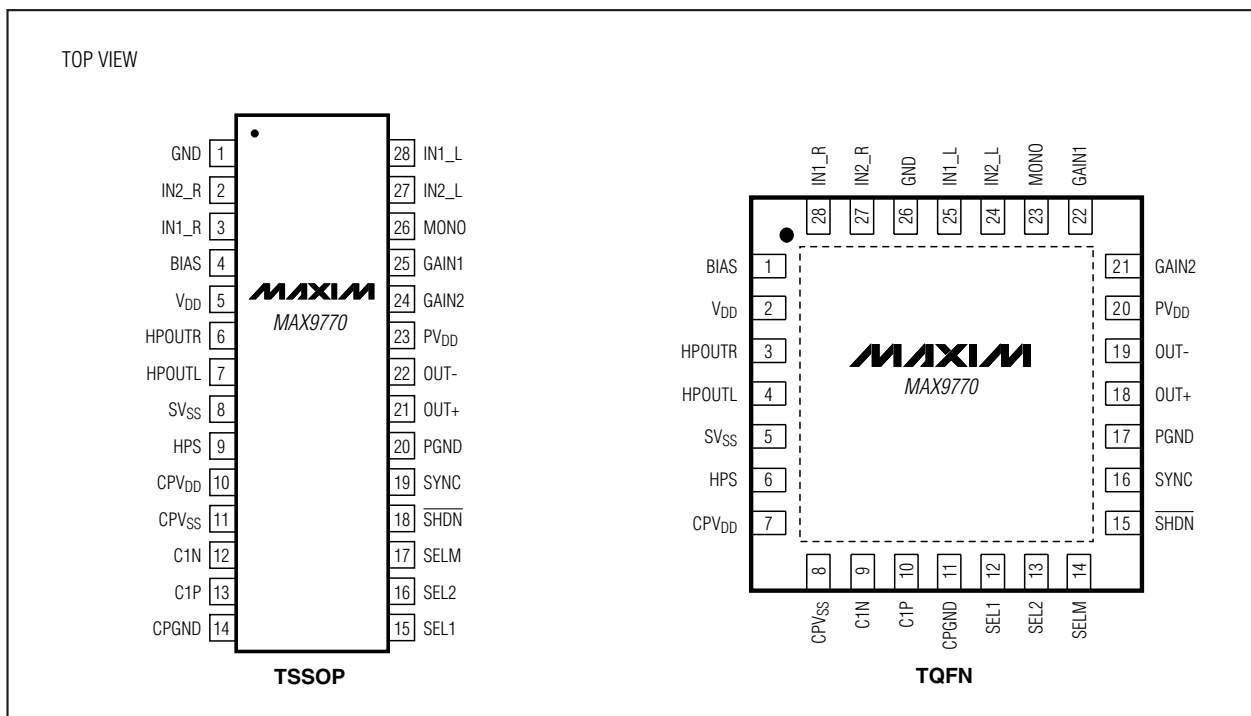 TOP VIEW
GND 1
IN2_R 2
IN1_R 3
BIAS 4
VDD 5
HPOUTR 6
HPOUTL 7
SVSS 8
HPS 9
CPVDD 10
CPVSS 11
C1N 12
C1P 13
CPGND 14
MAXIM
MAX9770
28 IN1_L
27 IN2_L
26 MONO
25 GAIN1
24 GAIN2
23 PVDD
22 OUT-
21 OUT+
20 PGND
19 SYNC
18 SHDN
17 SELM
16 SEL2
15 SEL1
TSSOP
IN1_R IN2_R GND IN1_L IN2_L MONO GAIN1
28 27 26 25 24 23 22
BIAS 1
VDD 2
HPOUTR 3
HPOUTL 4
SVSS 5
HPS 6
CPVDD 7
MAXIM
MAX9770
21 GAIN2
20 PVDD
19 OUT-
18 OUT+
17 PGND
16 SYNC
15 SHDN
8 9 10 11 12 13 14
CPVSS C1N C1P CPGND SEL1 SEL2 SELM
TQFN